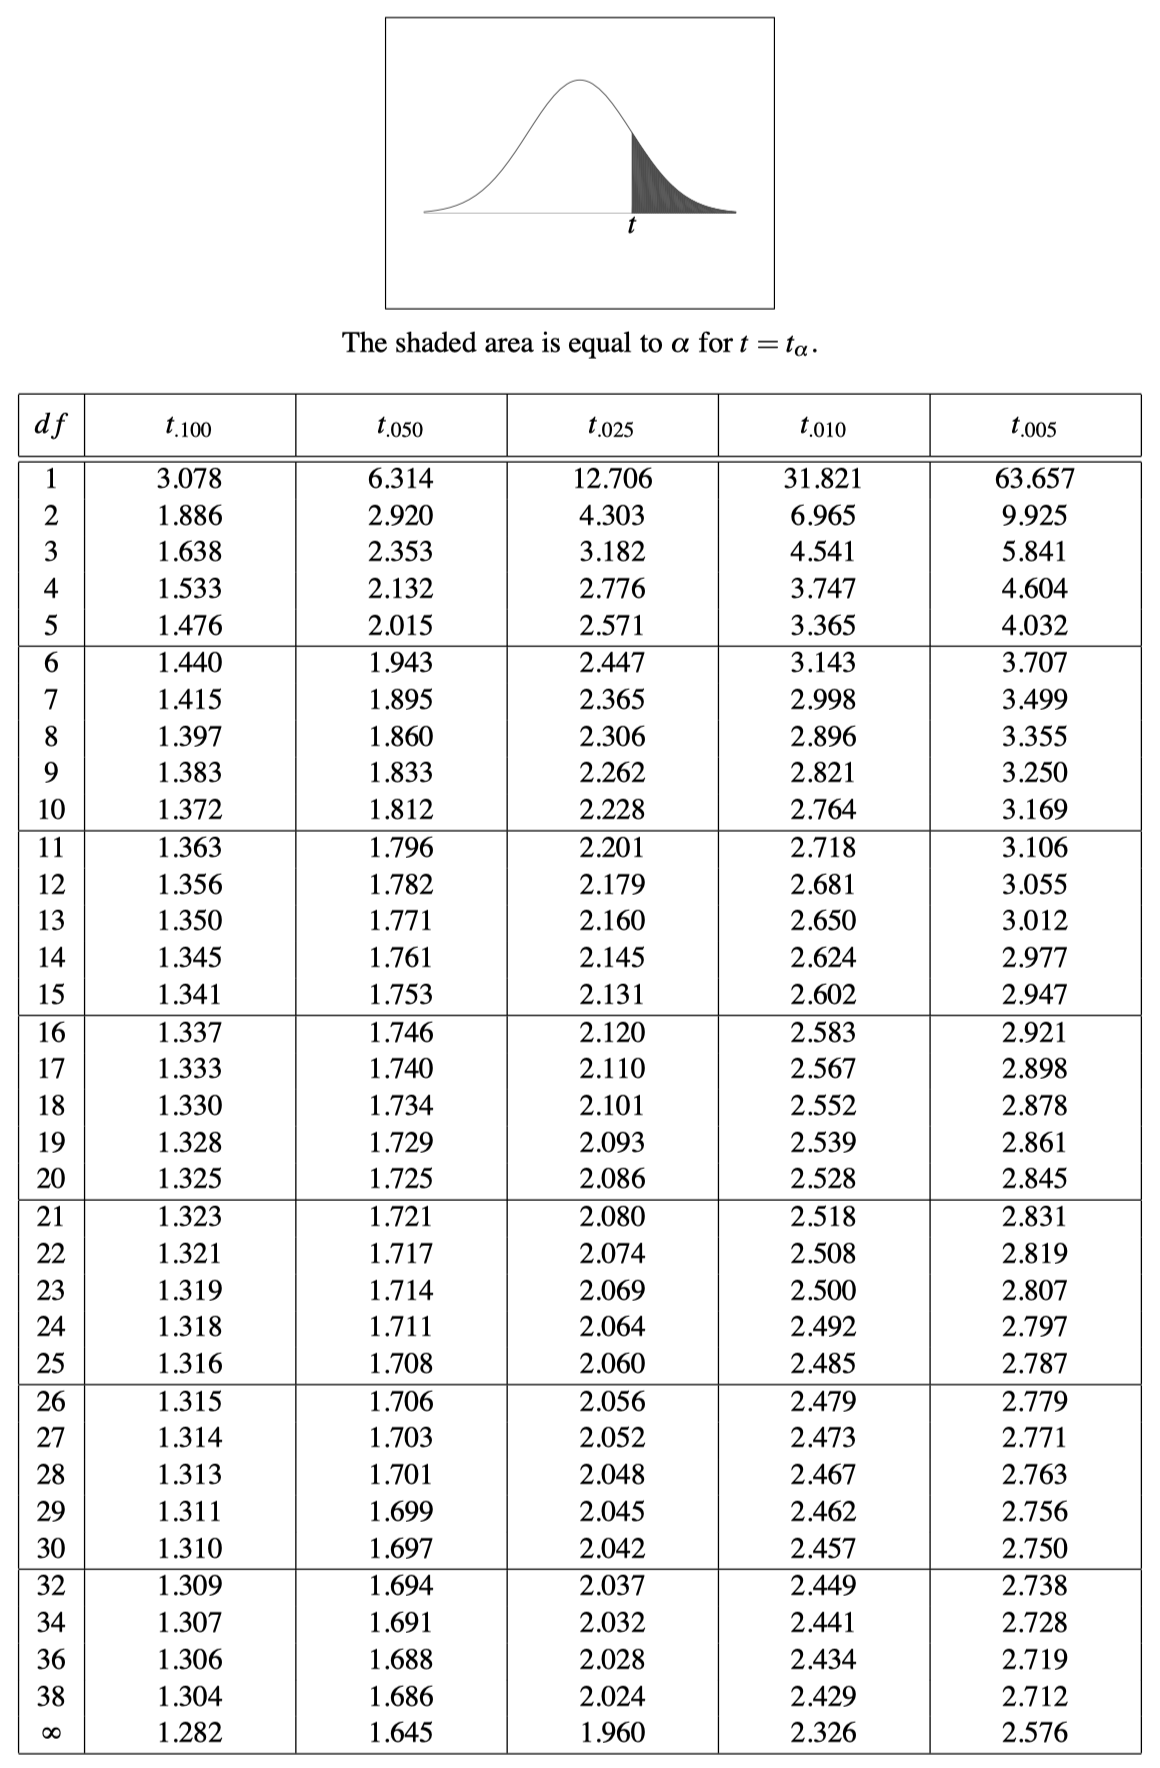 t
The shaded area is equal to α for t = tα.
df t.100 t.050 t.025 t.010 t.005
1 3.078 6.314 12.706 31.821 63.657
2 1.886 2.920 4.303 6.965 9.925
3 1.638 2.353 3.182 4.541 5.841
4 1.533 2.132 2.776 3.747 4.604
5 1.476 2.015 2.571 3.365 4.032
6 1.440 1.943 2.447 3.143 3.707
7 1.415 1.895 2.365 2.998 3.499
8 1.397 1.860 2.306 2.896 3.355
9 1.383 1.833 2.262 2.821 3.250
10 1.372 1.812 2.228 2.764 3.169
11 1.363 1.796 2.201 2.718 3.106
12 1.356 1.782 2.179 2.681 3.055
13 1.350 1.771 2.160 2.650 3.012
14 1.345 1.761 2.145 2.624 2.977
15 1.341 1.753 2.131 2.602 2.947
16 1.337 1.746 2.120 2.583 2.921
17 1.333 1.740 2.110 2.567 2.898
18 1.330 1.734 2.101 2.552 2.878
19 1.328 1.729 2.093 2.539 2.861
20 1.325 1.725 2.086 2.528 2.845
21 1.323 1.721 2.080 2.518 2.831
22 1.321 1.717 2.074 2.508 2.819
23 1.319 1.714 2.069 2.500 2.807
24 1.318 1.711 2.064 2.492 2.797
25 1.316 1.708 2.060 2.485 2.787
26 1.315 1.706 2.056 2.479 2.779
27 1.314 1.703 2.052 2.473 2.771
28 1.313 1.701 2.048 2.467 2.763
29 1.311 1.699 2.045 2.462 2.756
30 1.310 1.697 2.042 2.457 2.750
32 1.309 1.694 2.037 2.449 2.738
34 1.307 1.691 2.032 2.441 2.728
36 1.306 1.688 2.028 2.434 2.719
38 1.304 1.686 2.024 2.429 2.712
∞ 1.282 1.645 1.960 2.326 2.576